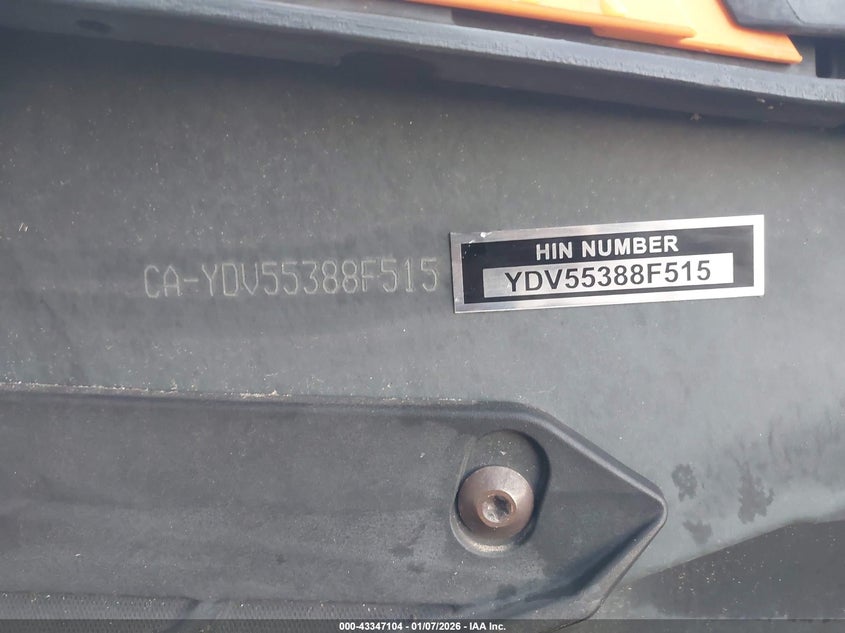 CA-YDV55388F515
HIN NUMBER
YDV55388F515
000-43347104 - 01/07/2026 - IAA Inc.